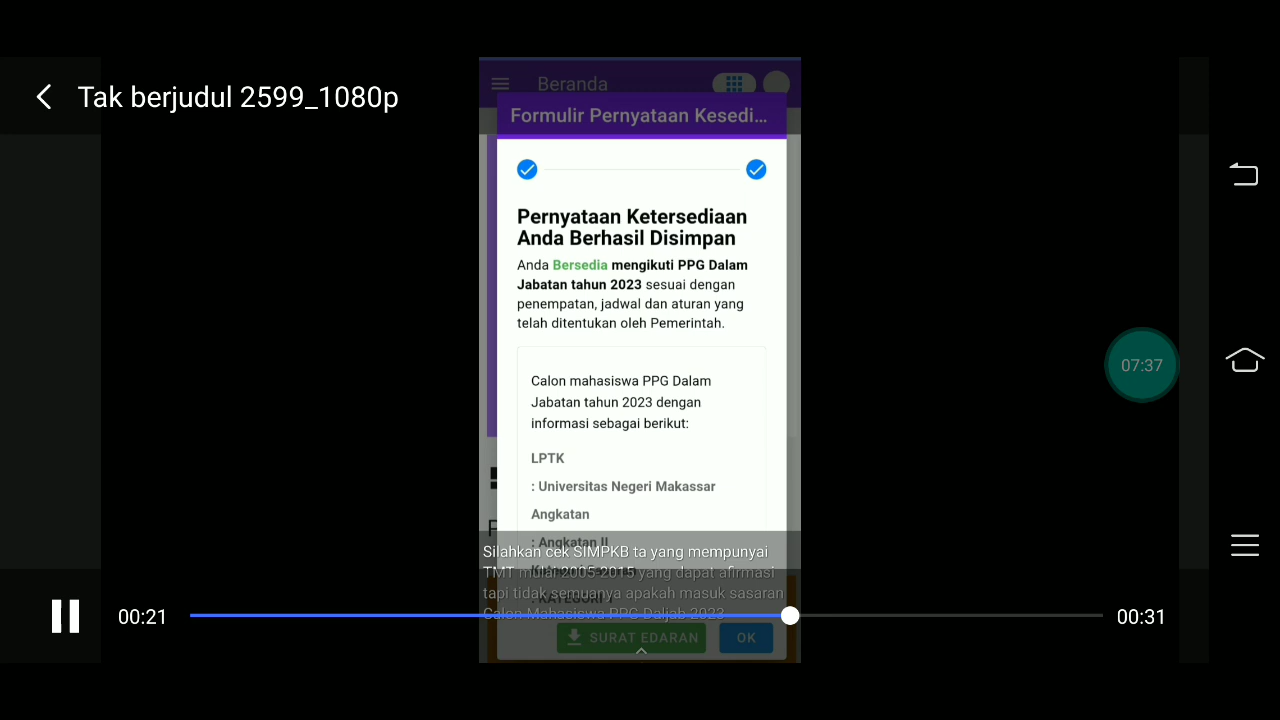 Beranda
Tak berjudul 2599_1080p
Formulir Pernyataan Kesedi...
Pernyataan Ketersediaan
Anda Berhasil Disimpan
Anda Bersedia mengikuti PPG Dalam
Jabatan tahun 2023 sesuai dengan
penempatan, jadwal dan aturan yang
telah ditentukan oleh Pemerintah.
07:37
Calon mahasiswa PPG Dalam
Jabatan tahun 2023 dengan
informasi sebagai berikut:
LPTK
: Universitas Negeri Makassar
Angkatan
: Angkatan II
Silahkan cek SIMPKB ta yang mempunyai
TMT mulai 2005-2015 yang dapat afirmasi
tapi tidak semuanya apakah masuk sasaran
: KATEGORI 1
Calon Mahasiswa PPG Daljab 2023
00:21
00:31
SURAT EDARAN
OK